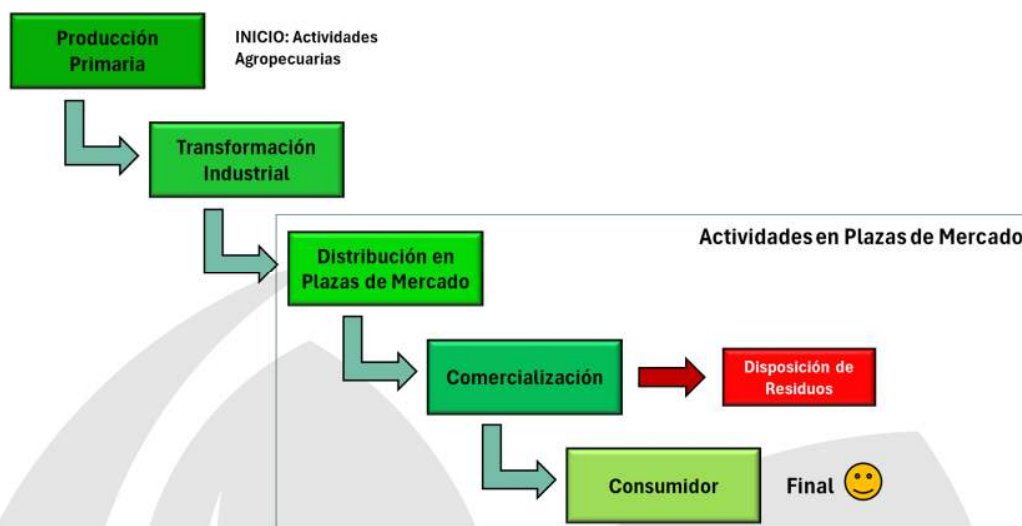 Producción
Primaria
INICIO: Actividades
Agropecuarias
Transformación
Industrial
Actividades en Plazas de Mercado
Distribución en
Plazas de Mercado
Comercialización
Disposición de
Residuos
Consumidor
Final